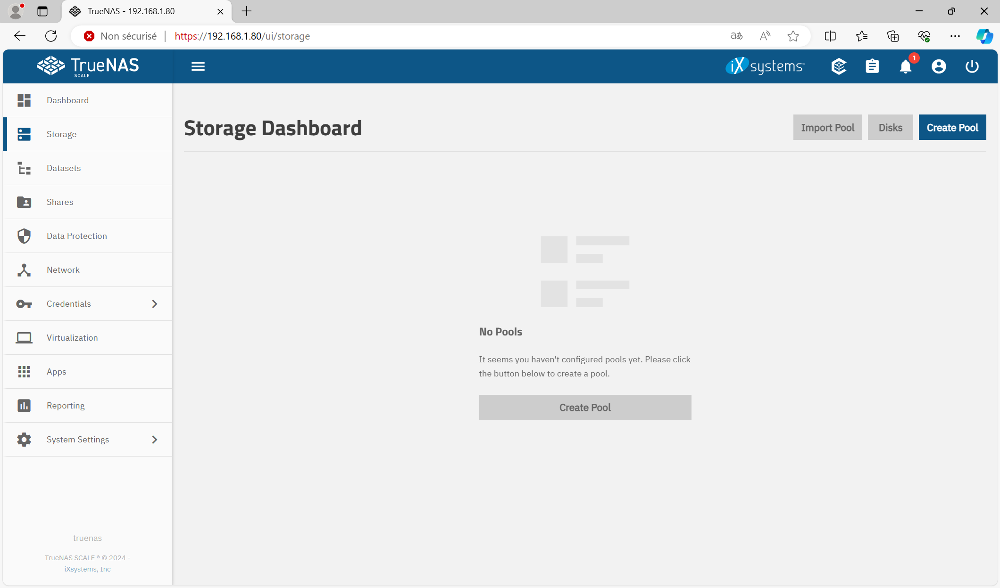 TrueNAS - 192.168.1.80
Non sécurisé
https://192.168.1.80/ui/storage
TrueNAS
SCALE
iXsystems™
1
Dashboard
Storage
Datasets
Shares
Data Protection
Network
Credentials
Virtualization
Apps
Reporting
System Settings
truenas
TrueNAS SCALE ® © 2024 -
iXsystems, Inc
Storage Dashboard
Import Pool
Disks
Create Pool
No Pools
It seems you haven't configured pools yet. Please click
the button below to create a pool.
Create Pool